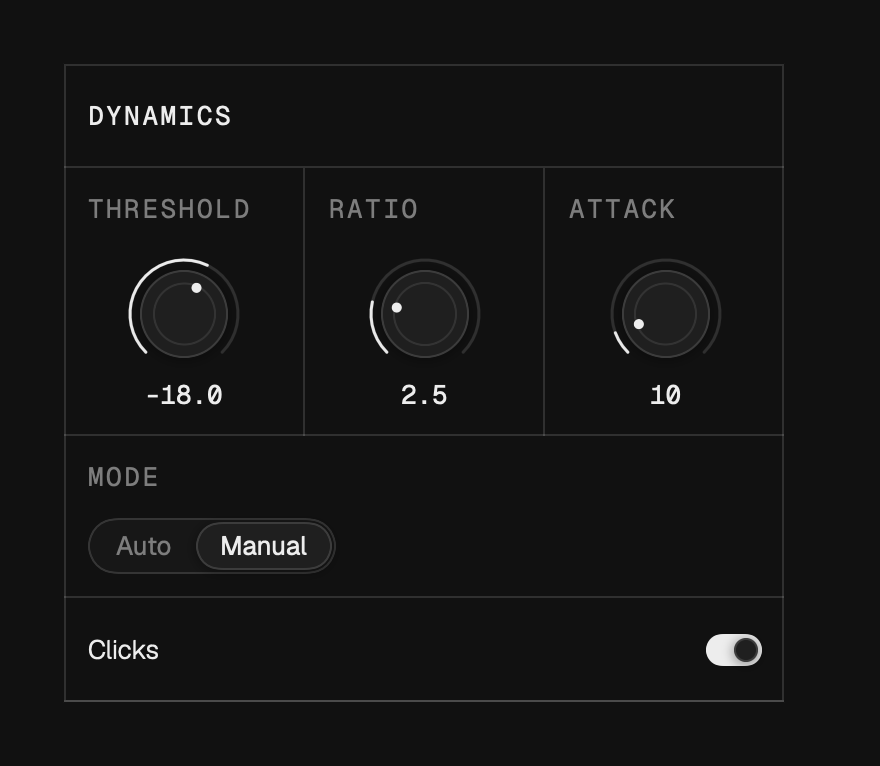 DYNAMICS
THRESHOLD RATIO ATTACK
-18.0 2.5 10
MODE
Auto Manual
Clicks